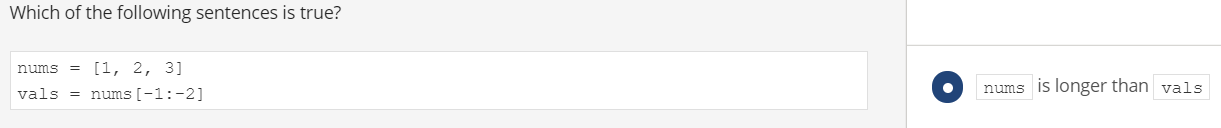 Which of the following sentences is true?
nums = [1, 2, 3]
vals = nums[-1:-2]
nums is longer than vals